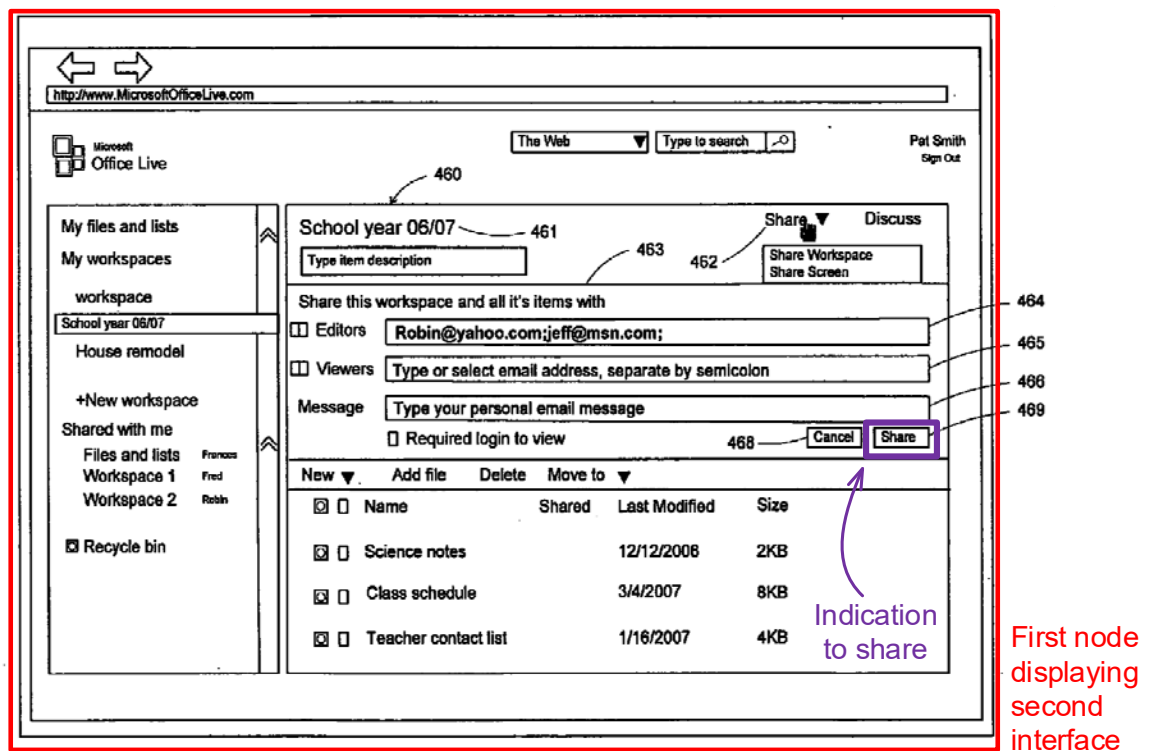 http://www.MicrosoftOfficeLive.com
Microsoft
Office Live
The Web
Type to search
Pat Smith
Sign Out
460
My files and lists
My workspaces
workspace
School year 06/07
House remodel
+New workspace
Shared with me
Files and lists Frances
Workspace 1 Fred
Workspace 2 Robin
Recycle bin
School year 06/07
461
Share
Discuss
Type item description
463
462
Share Workspace
Share Screen
Share this workspace and all it's items with
464
Editors Robin@yahoo.com;jeff@msn.com;
465
Viewers Type or select email address, separate by semicolon
466
Message Type your personal email message
469
Required login to view
468
Cancel
Share
New Add file Delete Move to
Name Shared Last Modified Size
Science notes 12/12/2006 2KB
Class schedule 3/4/2007 8KB
Teacher contact list 1/16/2007 4KB
Indication
to share
First node
displaying
second
interface